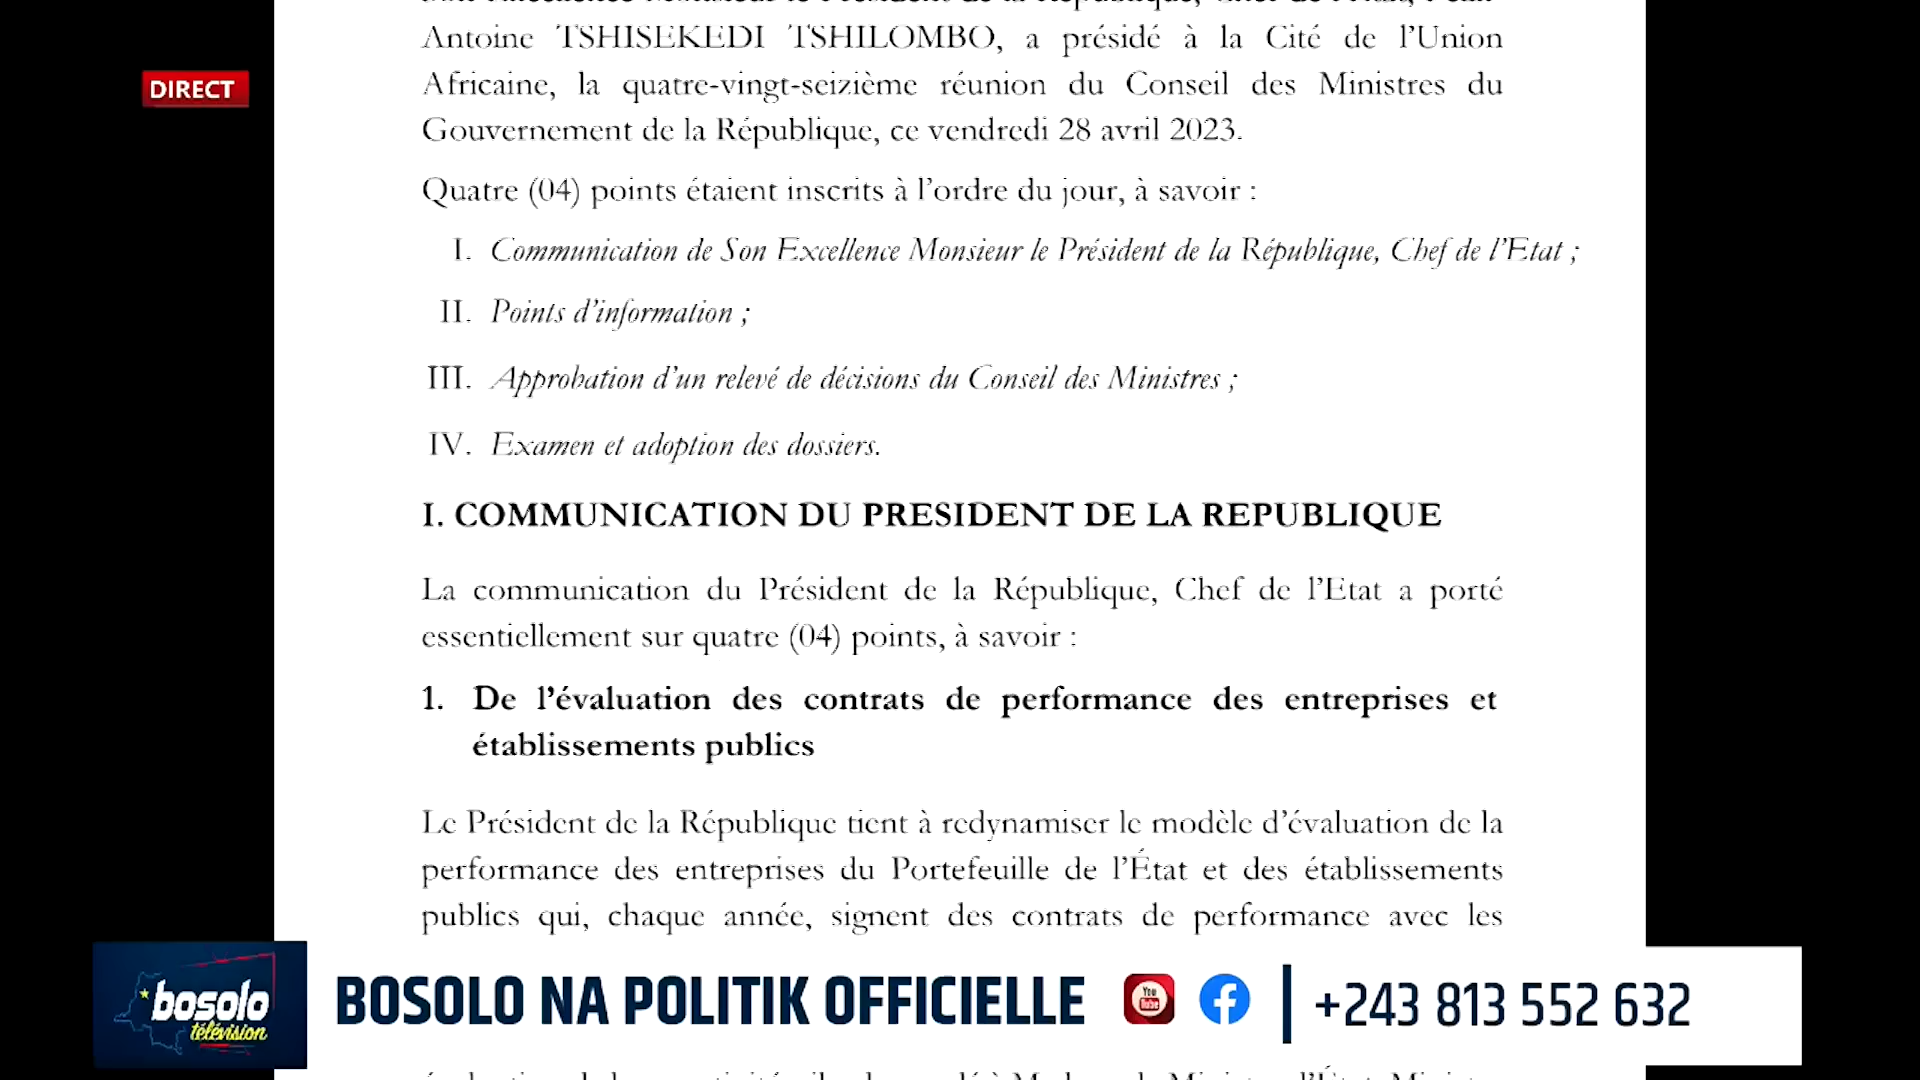 Antoine TSHISEKEDI TSHILOMBO, a présidé à la Cité de l'Union
DIRECT
Africaine, la quatre-vingt-seizième réunion du Conseil des Ministres du
Gouvernement de la République, ce vendredi 28 avril 2023.
Quatre (04) points étaient inscrits à l'ordre du jour, à savoir :
I. Communication de Son Excellence Monsieur le Président de la République, Chef de l'Etat ;
II. Points d'information ;
III. Approbation d'un relevé de décisions du Conseil des Ministres ;
IV. Examen et adoption des dossiers.
I. COMMUNICATION DU PRESIDENT DE LA REPUBLIQUE
La communication du Président de la République, Chef de l'Etat a porté
essentiellement sur quatre (04) points, à savoir :
1. De l'évaluation des contrats de performance des entreprises et
établissements publics
Le Président de la République tient à redynamiser le modèle d'évaluation de la
performance des entreprises du Portefeuille de l'État et des établissements
publics qui, chaque année, signent des contrats de performance avec les
bosolo
télévision
BOSOLO NA POLITIK OFFICIELLE
You
Tube
+243 813 552 632